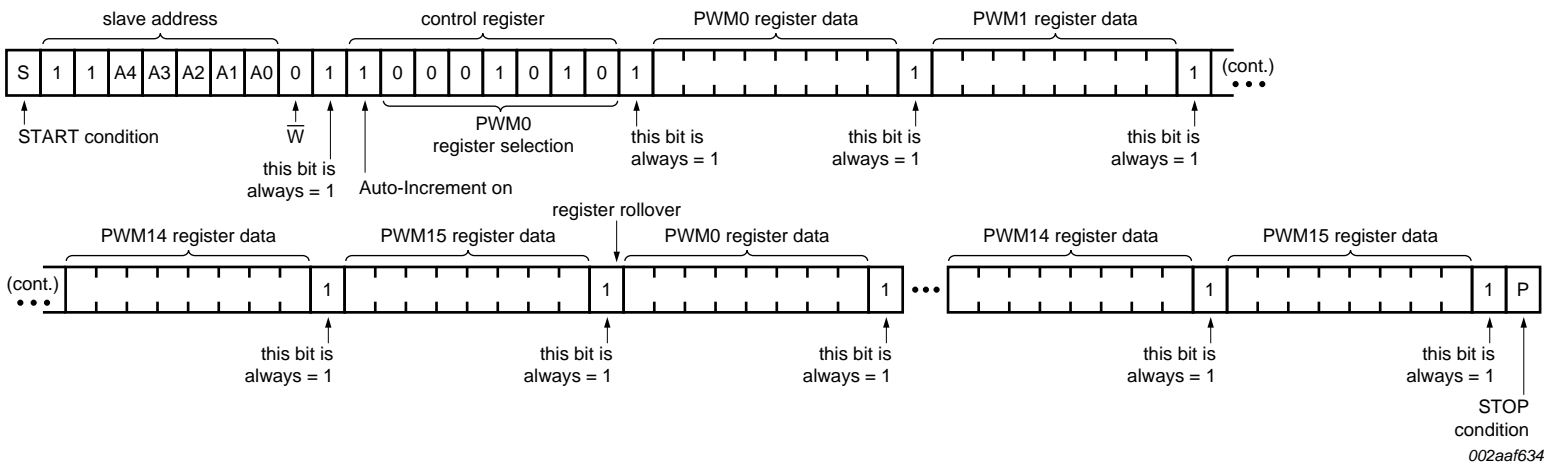 slave address control register PWM0 register data PWM1 register data
S 1 1 A4 A3 A2 A1 A0 0 1 1 0 0 0 1 0 1 0 1 1 1 (cont.)
START condition W PWM0 register selection this bit is always = 1 this bit is always = 1 this bit is always = 1
this bit is always = 1 Auto-Increment on
register rollover
PWM14 register data PWM15 register data PWM0 register data PWM14 register data PWM15 register data
(cont.) 1 1 1 1 1 P
this bit is always = 1 this bit is always = 1 this bit is always = 1 this bit is always = 1 this bit is always = 1
STOP
condition
002aaf634